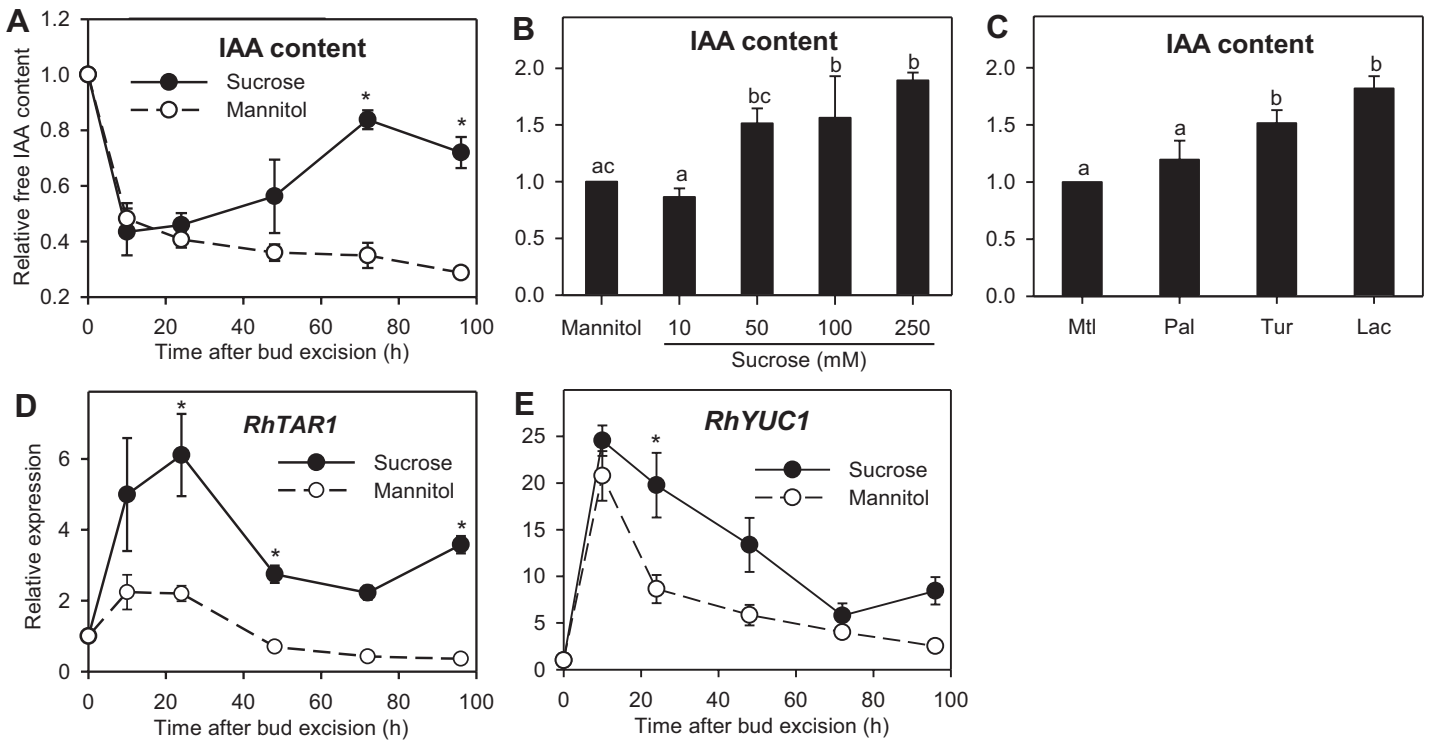 A
IAA content
Sucrose
Mannitol
Relative free IAA content
1.2
1.0
0.8
0.6
0.4
0.2
*
*
0 20 40 60 80 100
Time after bud excision (h)
B
IAA content
2.0
1.5
1.0
0.5
0.0
ac a bc b b
Mannitol 10 50 100 250
Sucrose (mM)
C
IAA content
2.0
1.5
1.0
0.5
0.0
a a b b
Mtl Pal Tur Lac
D
RhTAR1
Sucrose
Mannitol
Relative expression
6
4
2
0
*
*
*
0 20 40 60 80 100
Time after bud excision (h)
E
RhYUC1
Sucrose
Mannitol
25
20
15
10
5
0
*
0 20 40 60 80 100
Time after bud excision (h)